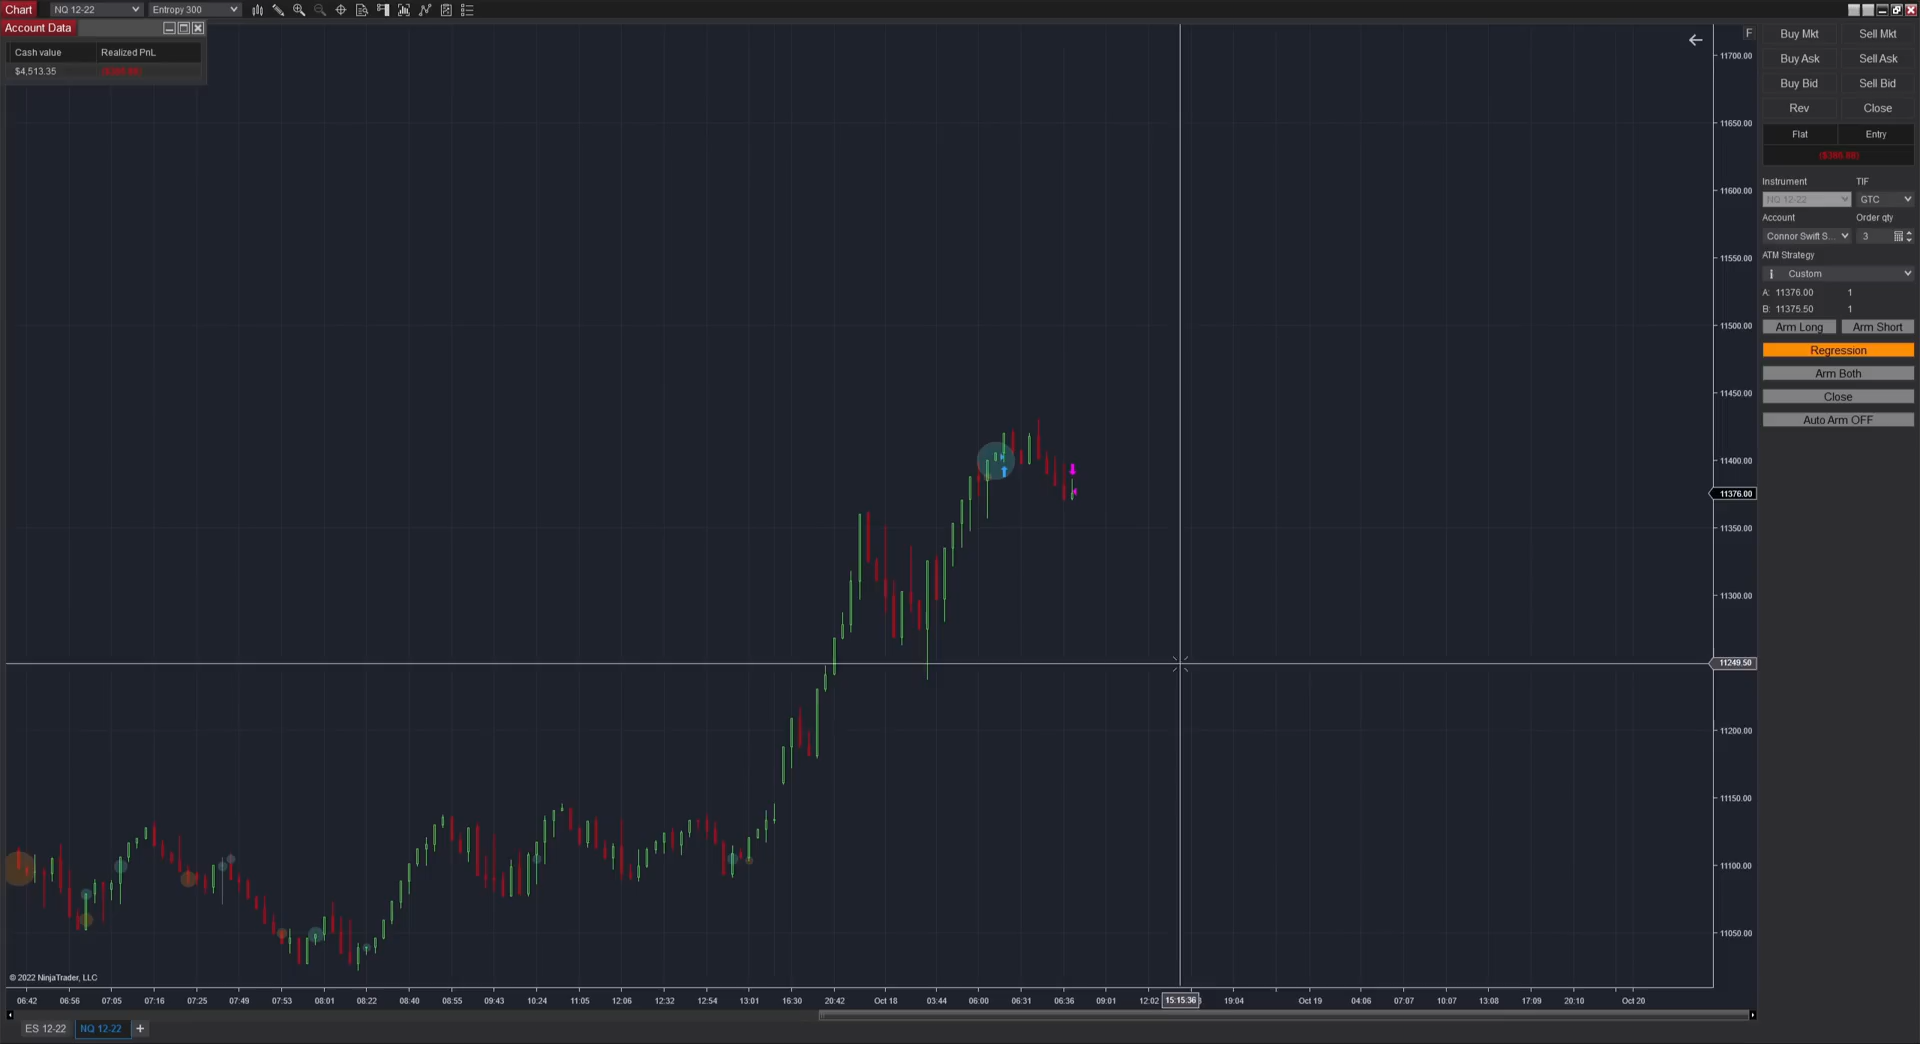 Chart NQ 12-22 Entropy 300
Account Data
Cash value Realized PnL
$4,513.35
F
Buy Mkt Sell Mkt
Buy Ask Sell Ask
Buy Bid Sell Bid
Rev Close
Flat Entry
Instrument TIF
NQ 12-22 GTC
Account Order qty
Connor Swift S... 3
ATM Strategy
Custom
A: 11376.00 1
B: 11375.50 1
Arm Long Arm Short
Regression
Arm Both
Close
Auto Arm OFF
11700.00
11650.00
11600.00
11550.00
11500.00
11450.00
11400.00
11376.00
11350.00
11300.00
11249.50
11200.00
11150.00
11100.00
11050.00
© 2022 NinjaTrader, LLC
06:42 06:56 07:05 07:16 07:25 07:49 07:53 08:01 08:22 08:40 08:55 09:43 10:24 11:05 12:06 12:32 12:54 13:01 16:30 20:42 Oct 18 03:44 06:00 06:31 06:36 09:01 12:02 15:15:36 19:04 Oct 19 04:06 07:07 10:07 13:08 17:09 20:10 Oct 20
ES 12-22 NQ 12-22 +